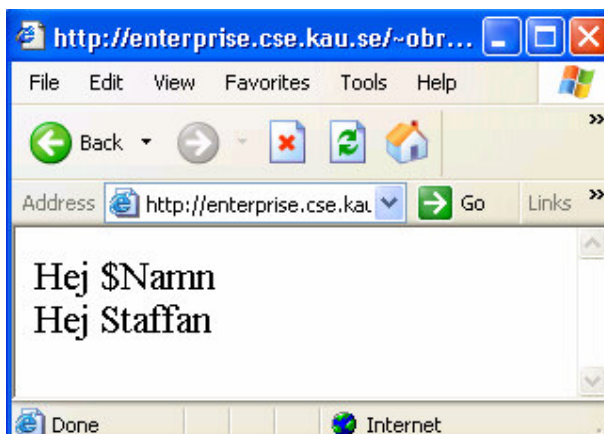 http://enterprise.cse.kau.se/~obr...
File Edit View Favorites Tools Help
Back »
Address http://enterprise.cse.kau Go Links »
Hej $Namn
Hej Staffan
Done Internet